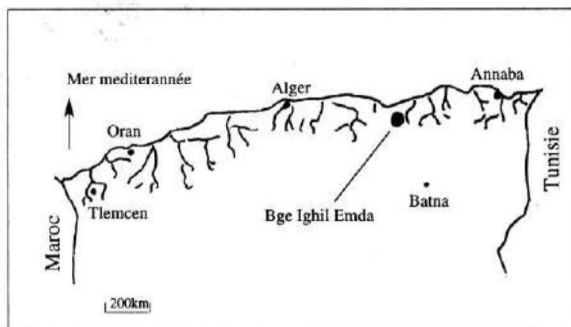 Mer mediterannée
Alger
Annaba
Oran
Tlemcen
Bge Ighil Emda
Batna
Maroc
Tunisie
200km